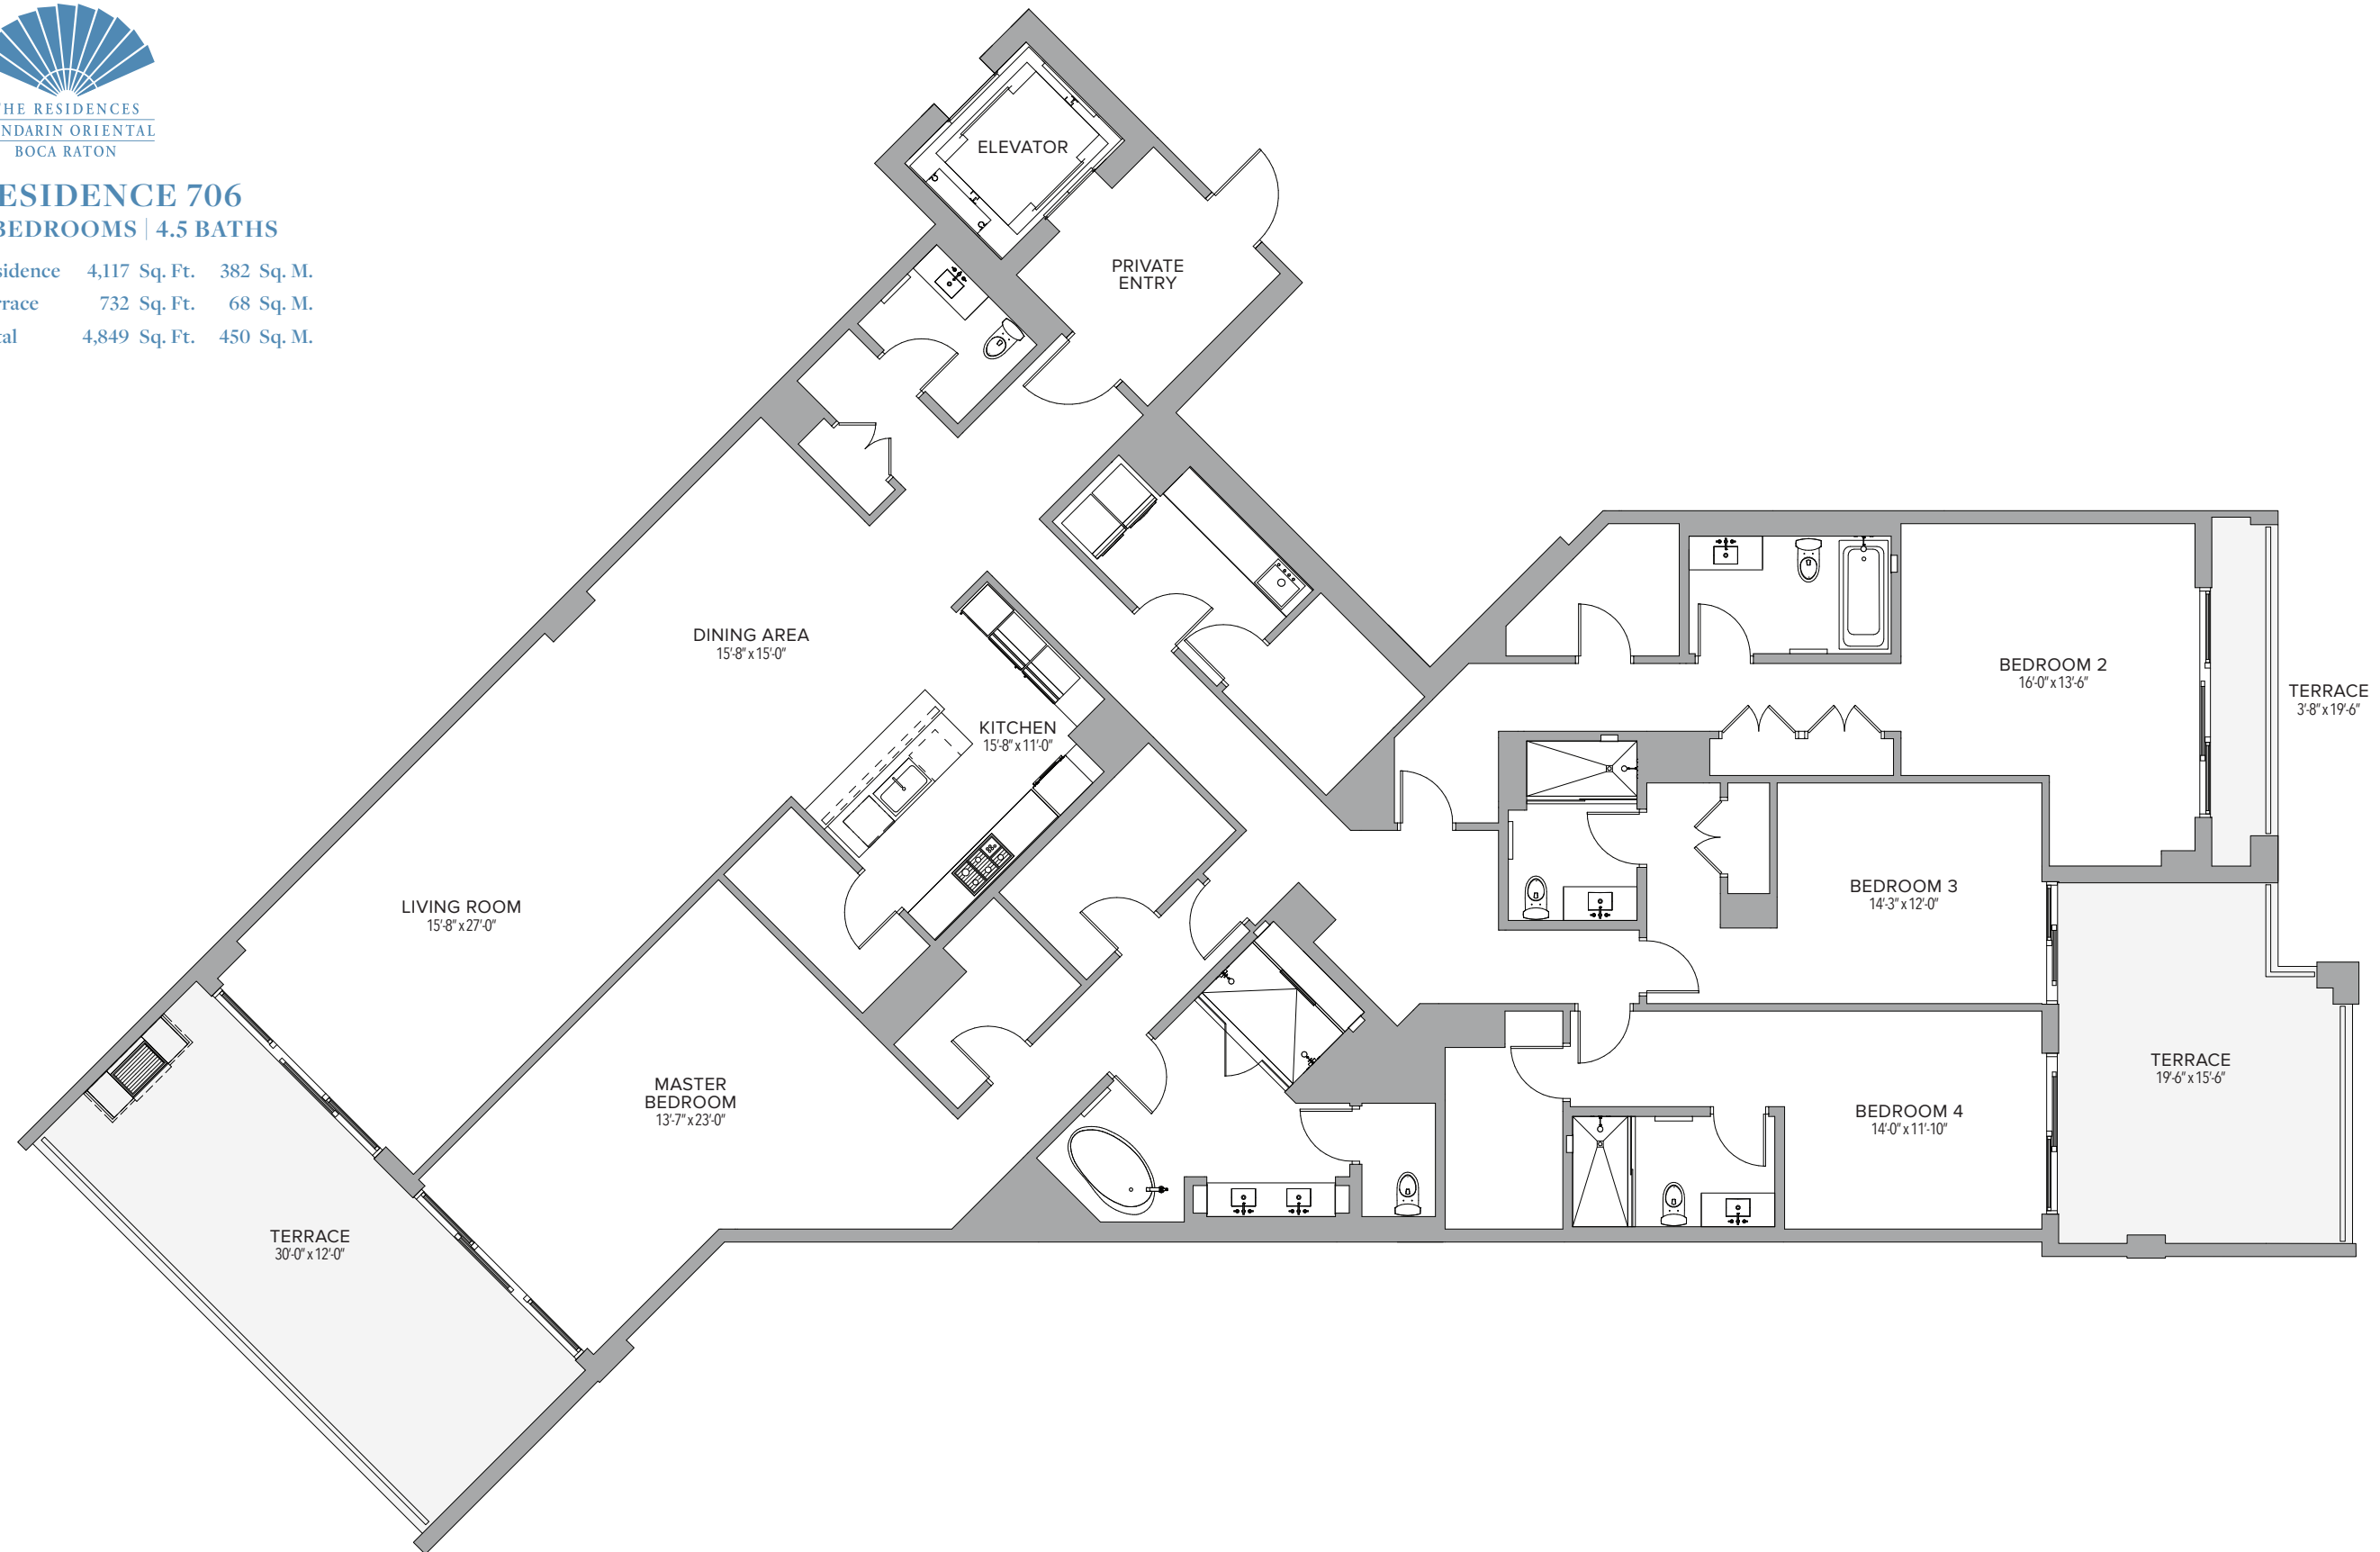 THE RESIDENCES
NDARIN ORIENTAL
BOCA RATON
ESIDENCE 706
BEDROOMS | 4.5 BATHS
sidence 4,117 Sq. Ft. 382 Sq. M.
rrace 732 Sq. Ft. 68 Sq. M.
tal 4,849 Sq. Ft. 450 Sq. M.
ELEVATOR
PRIVATE
ENTRY
DINING AREA
15'-8" x 15'-0"
KITCHEN
15'-8" x 11'-0"
BEDROOM 2
16'-0" x 13'-6"
TERRACE
3'-8" x 19'-6"
LIVING ROOM
15'-8" x 27'-0"
BEDROOM 3
14'-3" x 12'-0"
MASTER
BEDROOM
13'-7" x 23'-0"
TERRACE
19'-6" x 15'-6"
BEDROOM 4
14'-0" x 11'-10"
TERRACE
30'-0" x 12'-0"